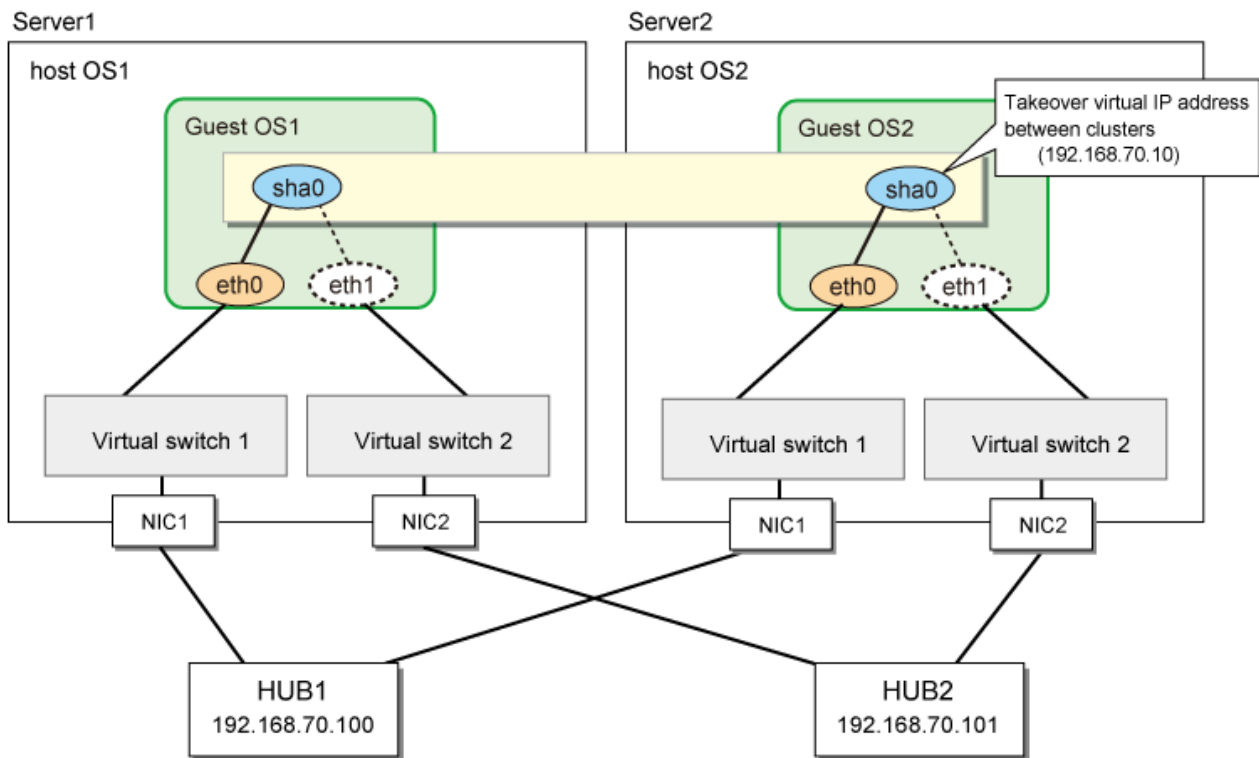 Server1
Server2
host OS1
host OS2
Takeover virtual IP address
between clusters
(192.168.70.10)
Guest OS1
Guest OS2
sha0
sha0
eth0
eth1
eth0
eth1
Virtual switch 1
Virtual switch 2
Virtual switch 1
Virtual switch 2
NIC1
NIC2
NIC1
NIC2
HUB1
192.168.70.100
HUB2
192.168.70.101